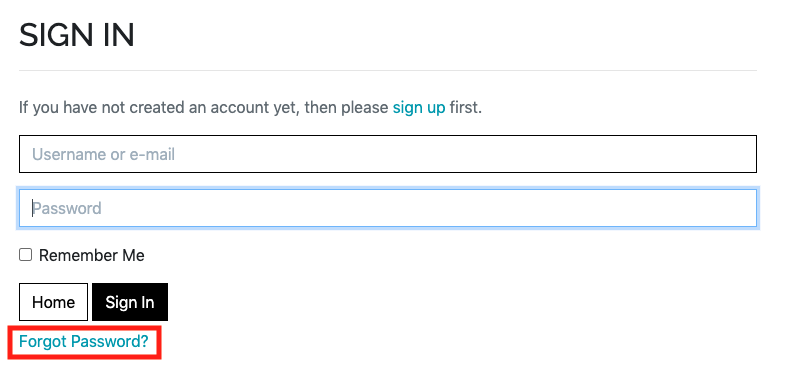 SIGN IN
If you have not created an account yet, then please sign up first.
Username or e-mail
Password
Remember Me
Home Sign In
Forgot Password?